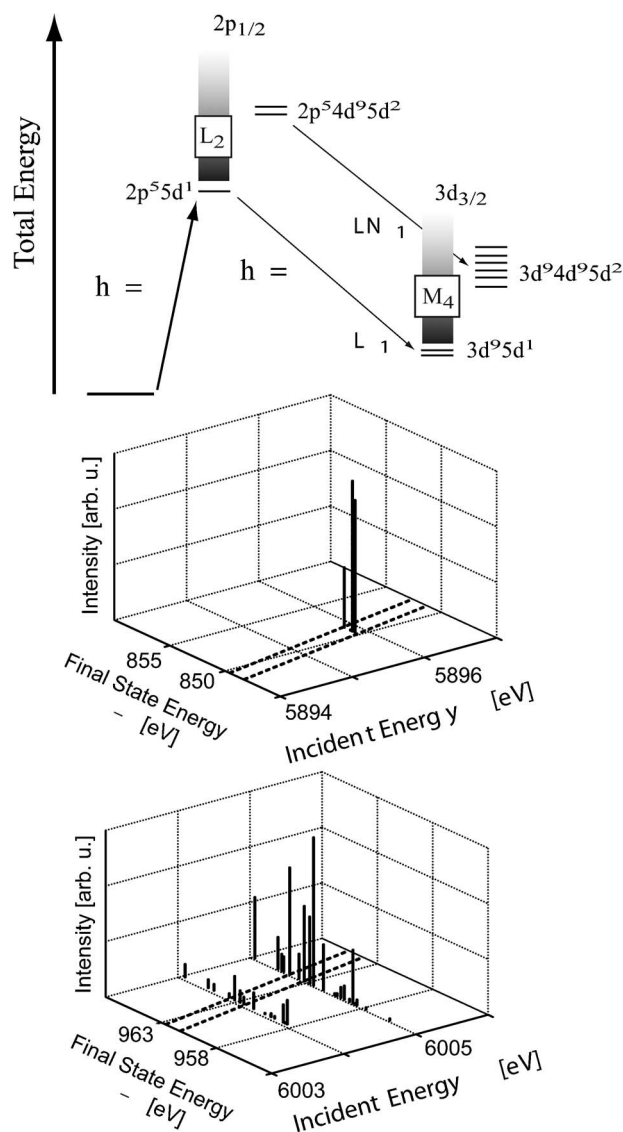 Total Energy
2p1/2
L2
2p⁵4d⁹5d²
2p⁵5d¹
3d3/2
LN 1
h =
h =
M4
3d⁹4d⁹5d²
L 1
3d⁹5d¹
Intensity [arb. u.]
855
850
5896
5894
Final State Energy
– [eV]
Incident Energ y [eV]
Intensity [arb. u.]
963
958
6005
6003
Final State Energy
– [eV]
Incident Energy [eV]